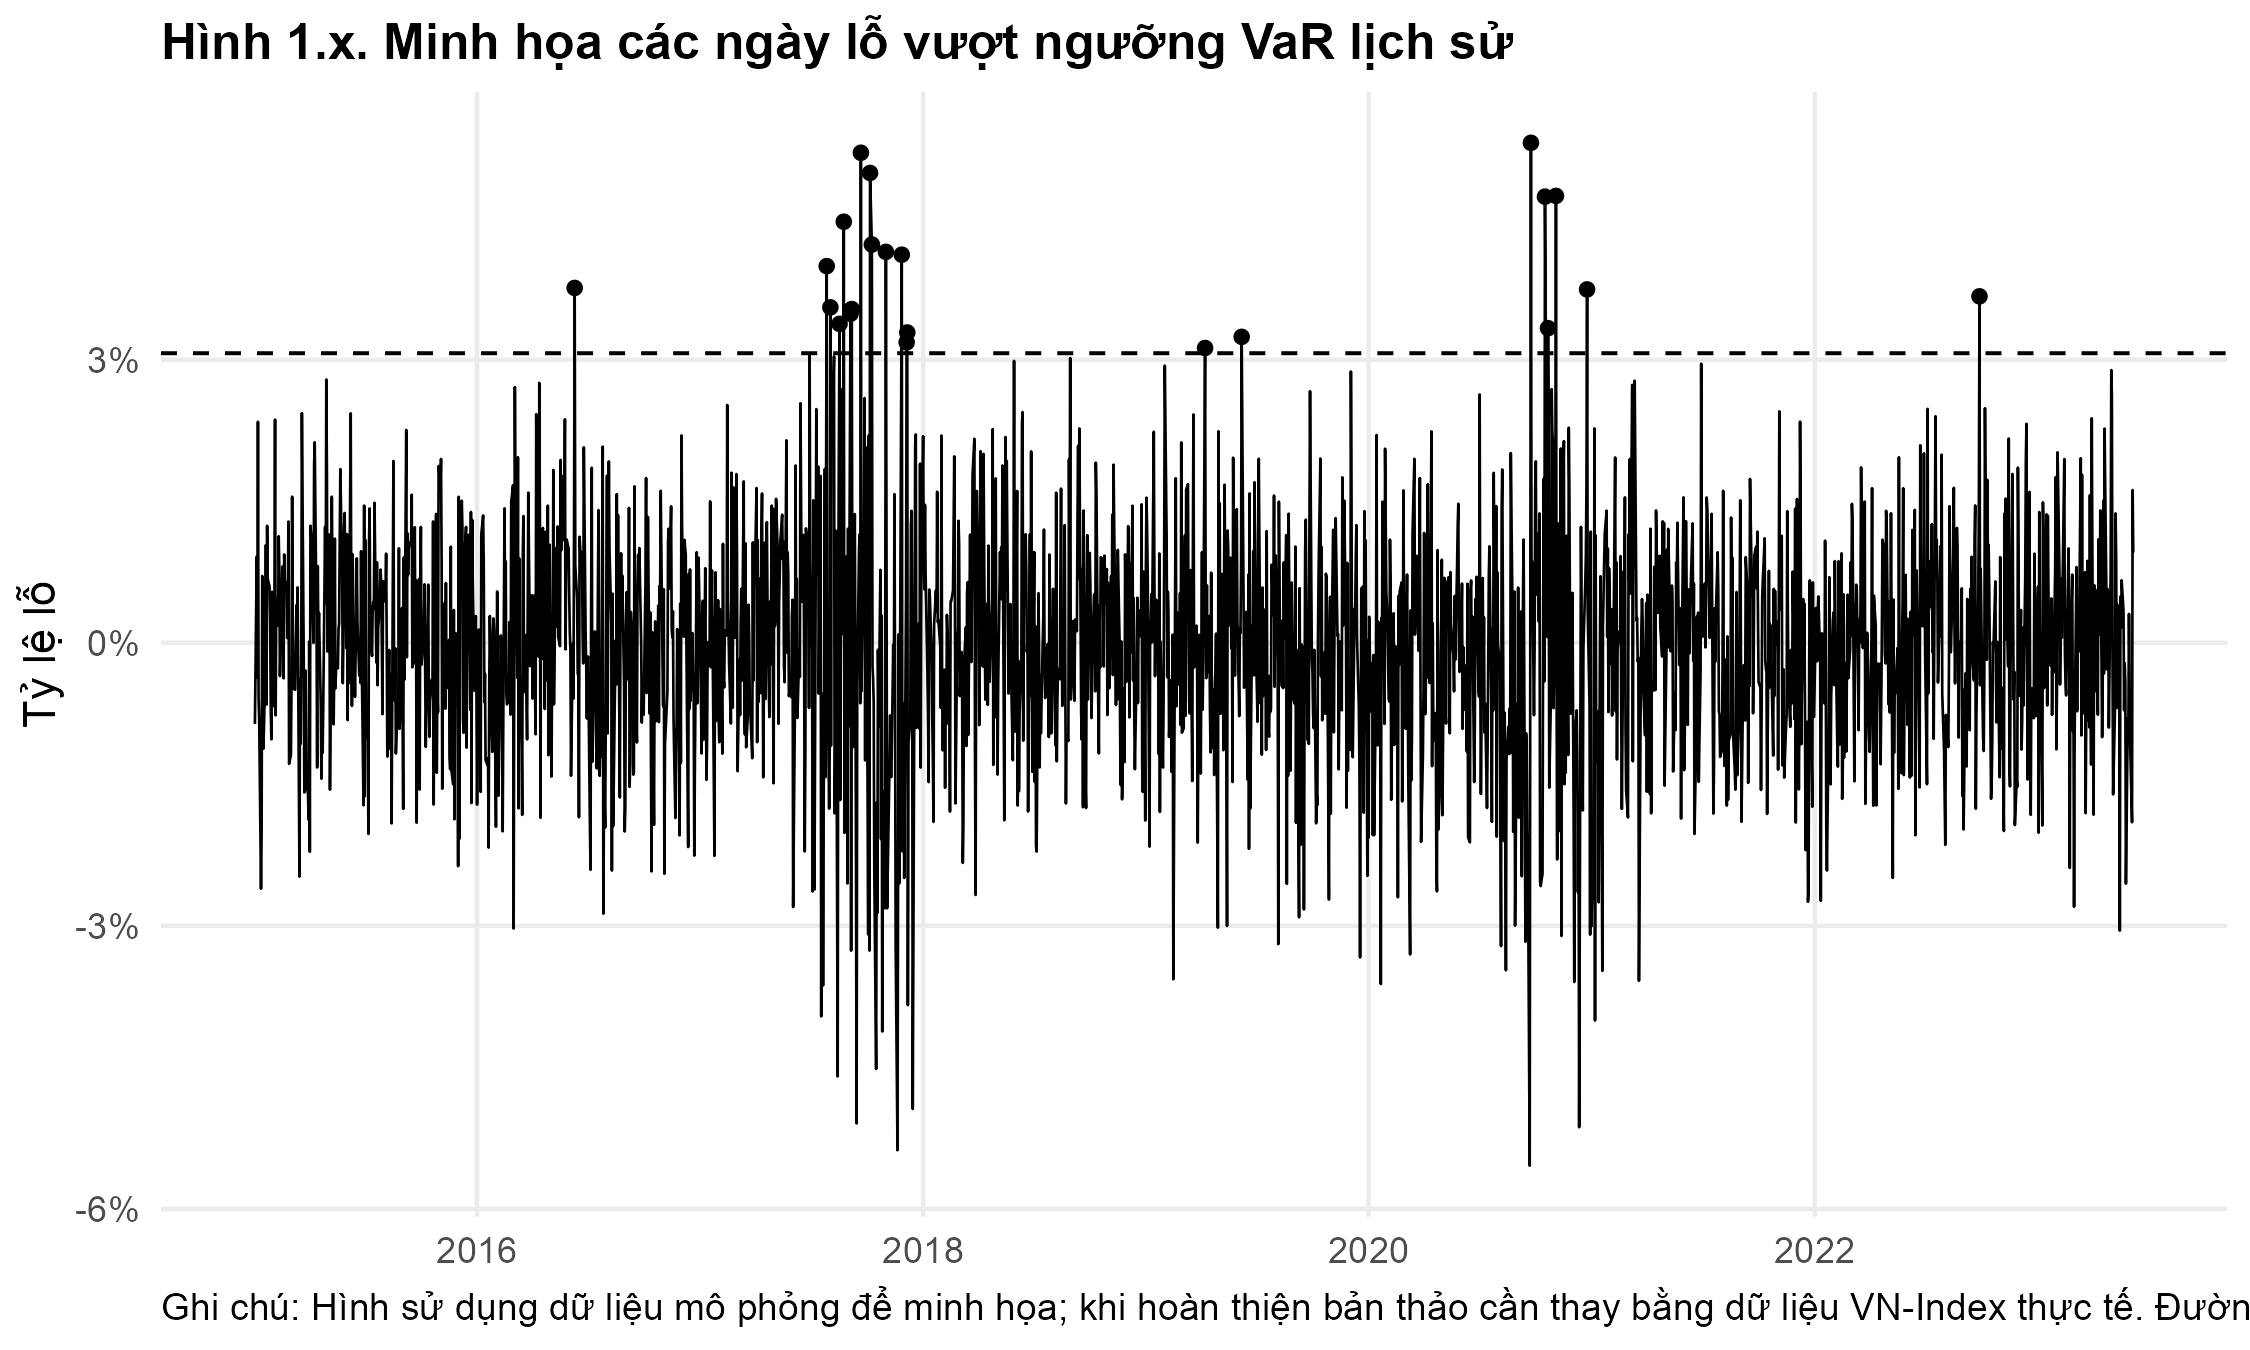 Hình 1.x. Minh họa các ngày lỗ vượt ngưỡng VaR lịch sử
Tỷ lệ lỗ
3%
0%
-3%
-6%
2016 2018 2020 2022
Ghi chú: Hình sử dụng dữ liệu mô phỏng để minh họa; khi hoàn thiện bản thảo cần thay bằng dữ liệu VN-Index thực tế. Đườn